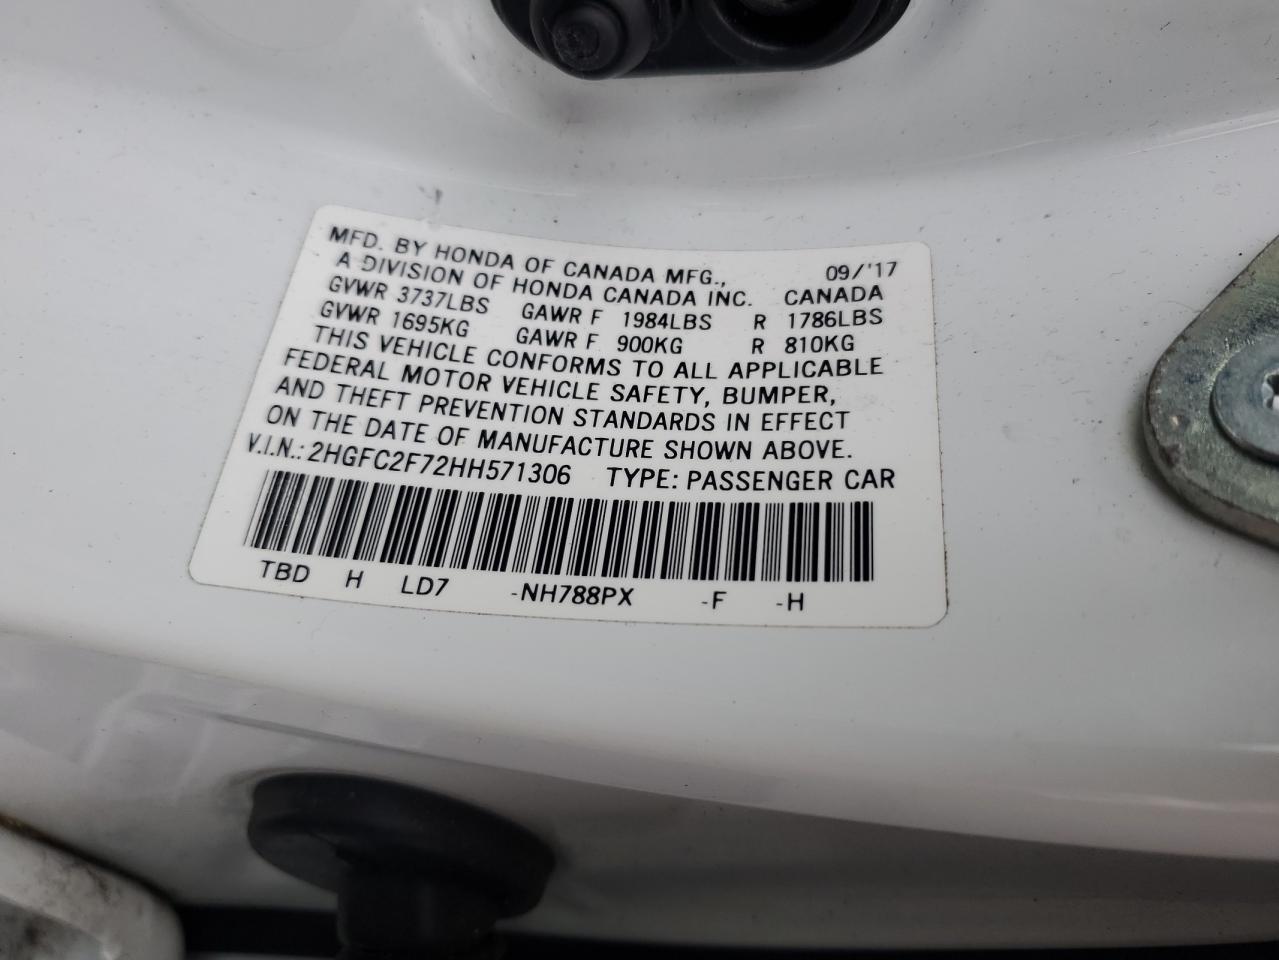 MFD. BY HONDA OF CANADA MFG., 09/'17
A DIVISION OF HONDA CANADA INC. CANADA
GVWR 3737LBS GAWR F 1984LBS R 1786LBS
GVWR 1695KG GAWR F 900KG R 810KG
THIS VEHICLE CONFORMS TO ALL APPLICABLE
FEDERAL MOTOR VEHICLE SAFETY, BUMPER,
AND THEFT PREVENTION STANDARDS IN EFFECT
ON THE DATE OF MANUFACTURE SHOWN ABOVE.
V.I.N.: 2HGFC2F72HH571306 TYPE: PASSENGER CAR
TBD H LD7 -NH788PX -F -H